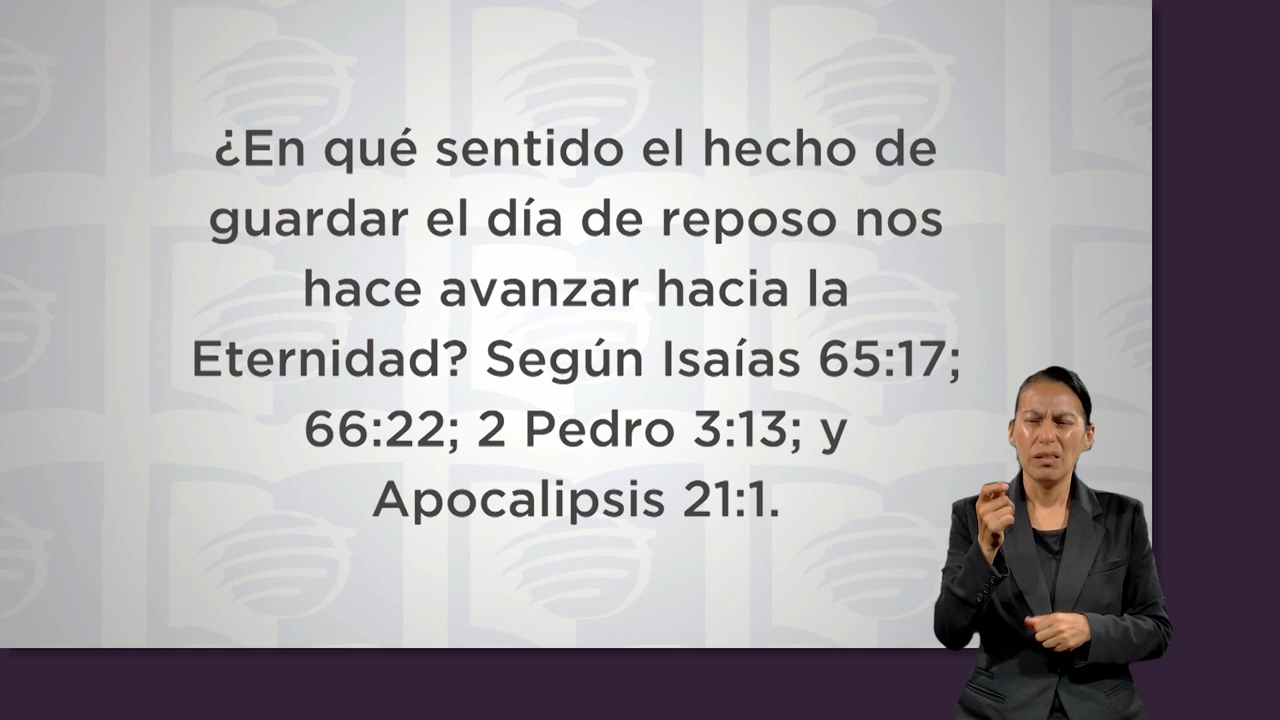 ¿En qué sentido el hecho de
guardar el día de reposo nos
hace avanzar hacia la
Eternidad? Según Isaías 65:17;
66:22; 2 Pedro 3:13; y
Apocalipsis 21:1.